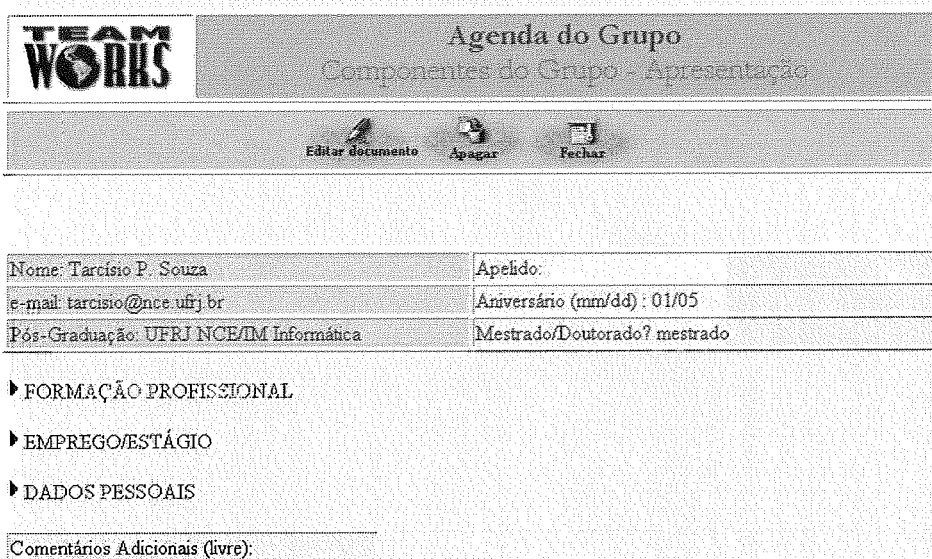 TEAM
WORKS
Agenda do Grupo
Componentes do Grupo - Apresentação
Editar documento Apagar Fechar
Nome: Tarcísio P. Souza Apelido:
e-mail: tarcisio@nce.ufrj.br Aniversário (mm/dd) : 01/05
Pós-Graduação: UFRJ NCE/IM Informática Mestrado/Doutorado? mestrado
FORMAÇÃO PROFISSIONAL
EMPREGO/ESTÁGIO
DADOS PESSOAIS
Comentários Adicionais (livre):